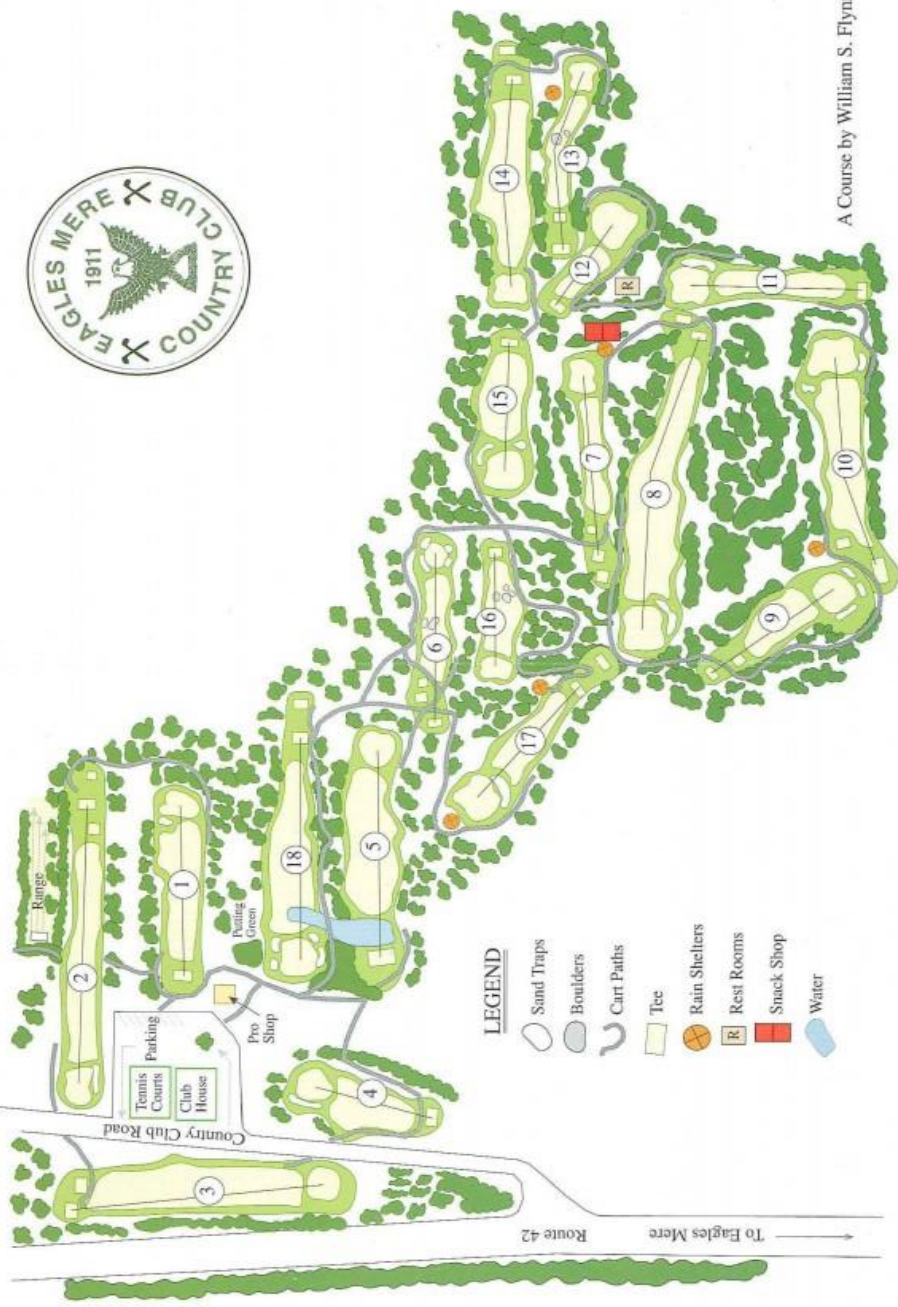 EAGLES MERE
1911
COUNTRY CLUB
A Course by William S. Flyn
Range
Putting
Green
Pro
Shop
Parking
Tennis
Courts
Club
House
Country Club Road
Route 42
To Eagles Mere
1
2
3
4
5
6
7
8
9
10
11
12
13
14
15
16
17
18
R
LEGEND
Sand Traps
Boulders
Cart Paths
Tee
Rain Shelters
R
Rest Rooms
Snack Shop
Water